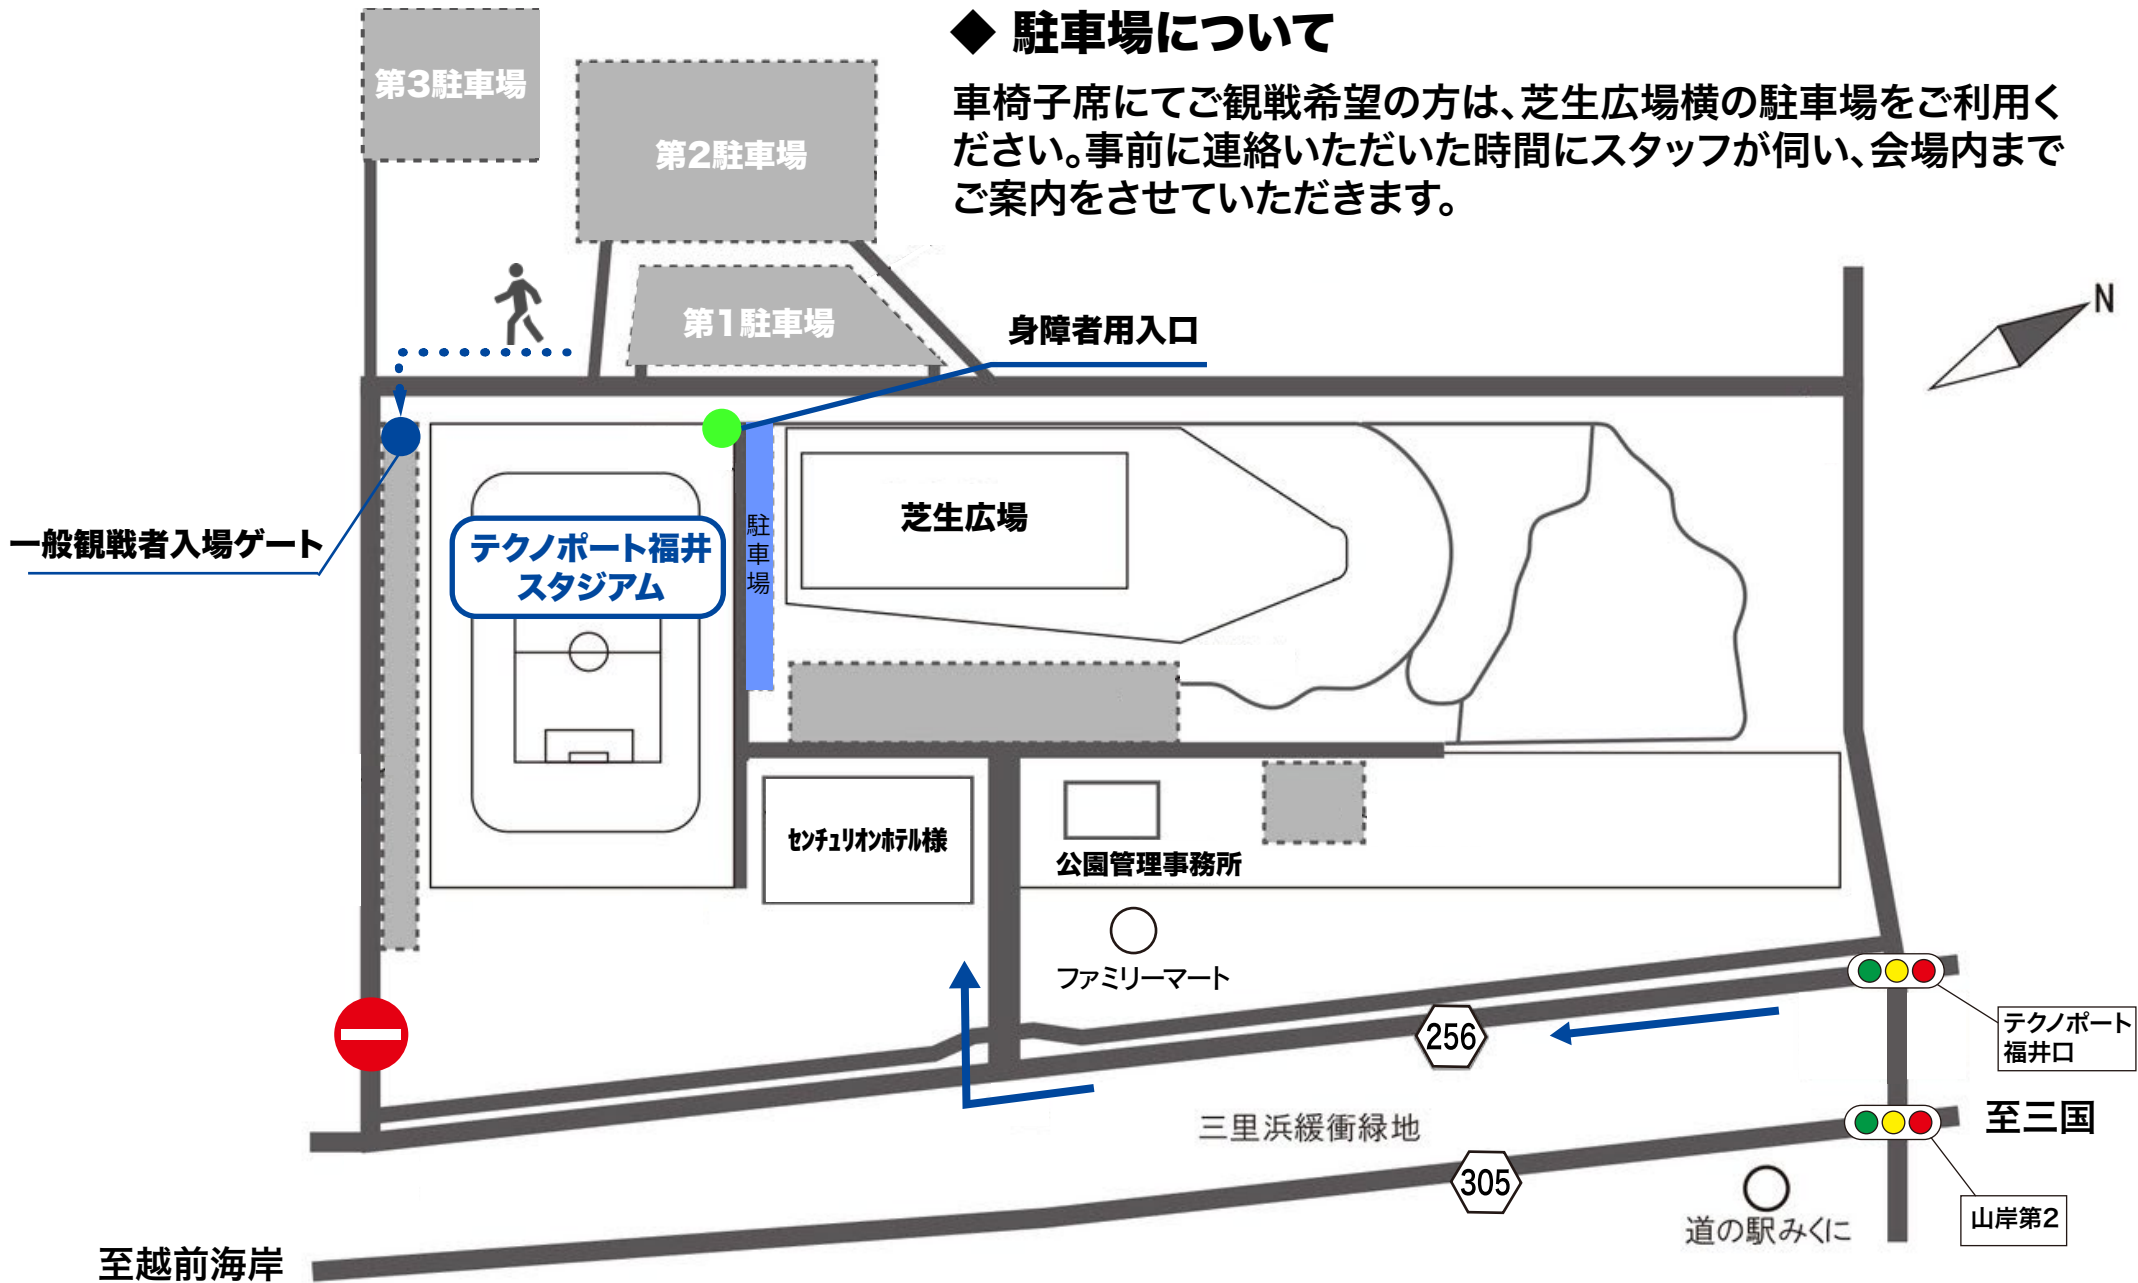 ◆ 駐車場について
車椅子席にてご観戦希望の方は、芝生広場横の駐車場をご利用く
ださい。事前に連絡いただいた時間にスタッフが伺い、会場内まで
ご案内をさせていただきます。
第3駐車場
第2駐車場
第1駐車場
身障者用入口
N
一般観戦者入場ゲート
テクノポート福井
スタジアム
駐車場
芝生広場
ｾﾝﾁｭﾘｵﾝﾎﾃﾙ様
公園管理事務所
ファミリーマート
256
テクノポート
福井口
三里浜緩衝緑地
至三国
305
山岸第2
道の駅みくに
至越前海岸